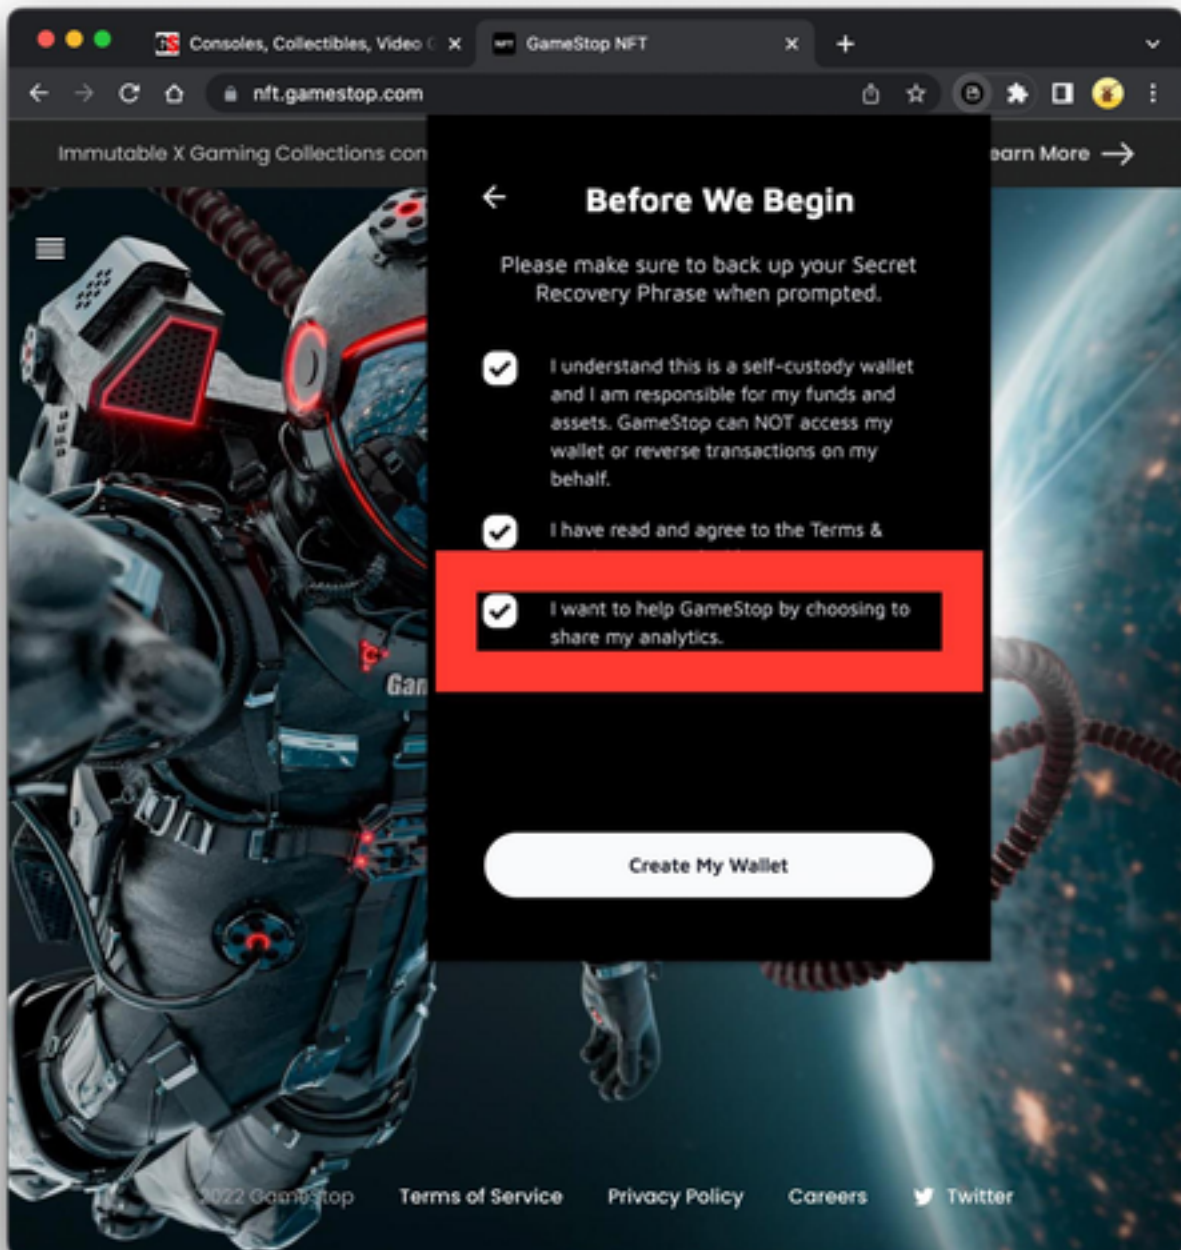 Consoles, Collectibles, Video G
GameStop NFT
nft.gamestop.com
Immutable X Gaming Collections con
earn More
Before We Begin
Please make sure to back up your Secret
Recovery Phrase when prompted.
I understand this is a self-custody wallet
and I am responsible for my funds and
assets. GameStop can NOT access my
wallet or reverse transactions on my
behalf.
I have read and agree to the Terms &
I want to help GameStop by choosing to
share my analytics.
Gan
Create My Wallet
2022 GameStop Terms of Service Privacy Policy Careers Twitter